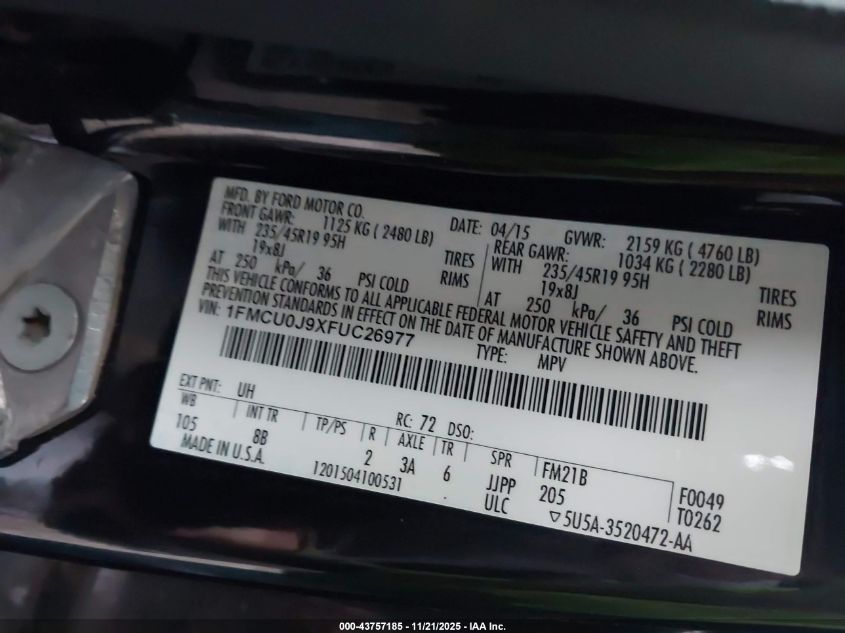 MFD. BY FORD MOTOR CO.
DATE: 04/15
GVWR: 2159 KG ( 4760 LB)
FRONT GAWR: 1125 KG ( 2480 LB)
REAR GAWR: 1034 KG ( 2280 LB)
WITH 235/45R19 95H TIRES
WITH 235/45R19 95H TIRES
19x8J RIMS
19x8J RIMS
AT 250 kPa/ 36 PSI COLD
AT 250 kPa/ 36 PSI COLD
THIS VEHICLE CONFORMS TO ALL APPLICABLE FEDERAL MOTOR VEHICLE SAFETY AND THEFT
PREVENTION STANDARDS IN EFFECT ON THE DATE OF MANUFACTURE SHOWN ABOVE.
VIN: 1FMCU0J9XFUC26977
TYPE: MPV
EXT PNT: UH RC: 72 DSO:
WB INT TR TP/PS R AXLE TR SPR FM21B F0049
105 8B 2 3A 6 JJPP 205 T0262
MADE IN U.S.A. 1201504100531 ULC ▽5U5A-3520472-AA
000-43757185 - 11/21/2025 - IAA Inc.